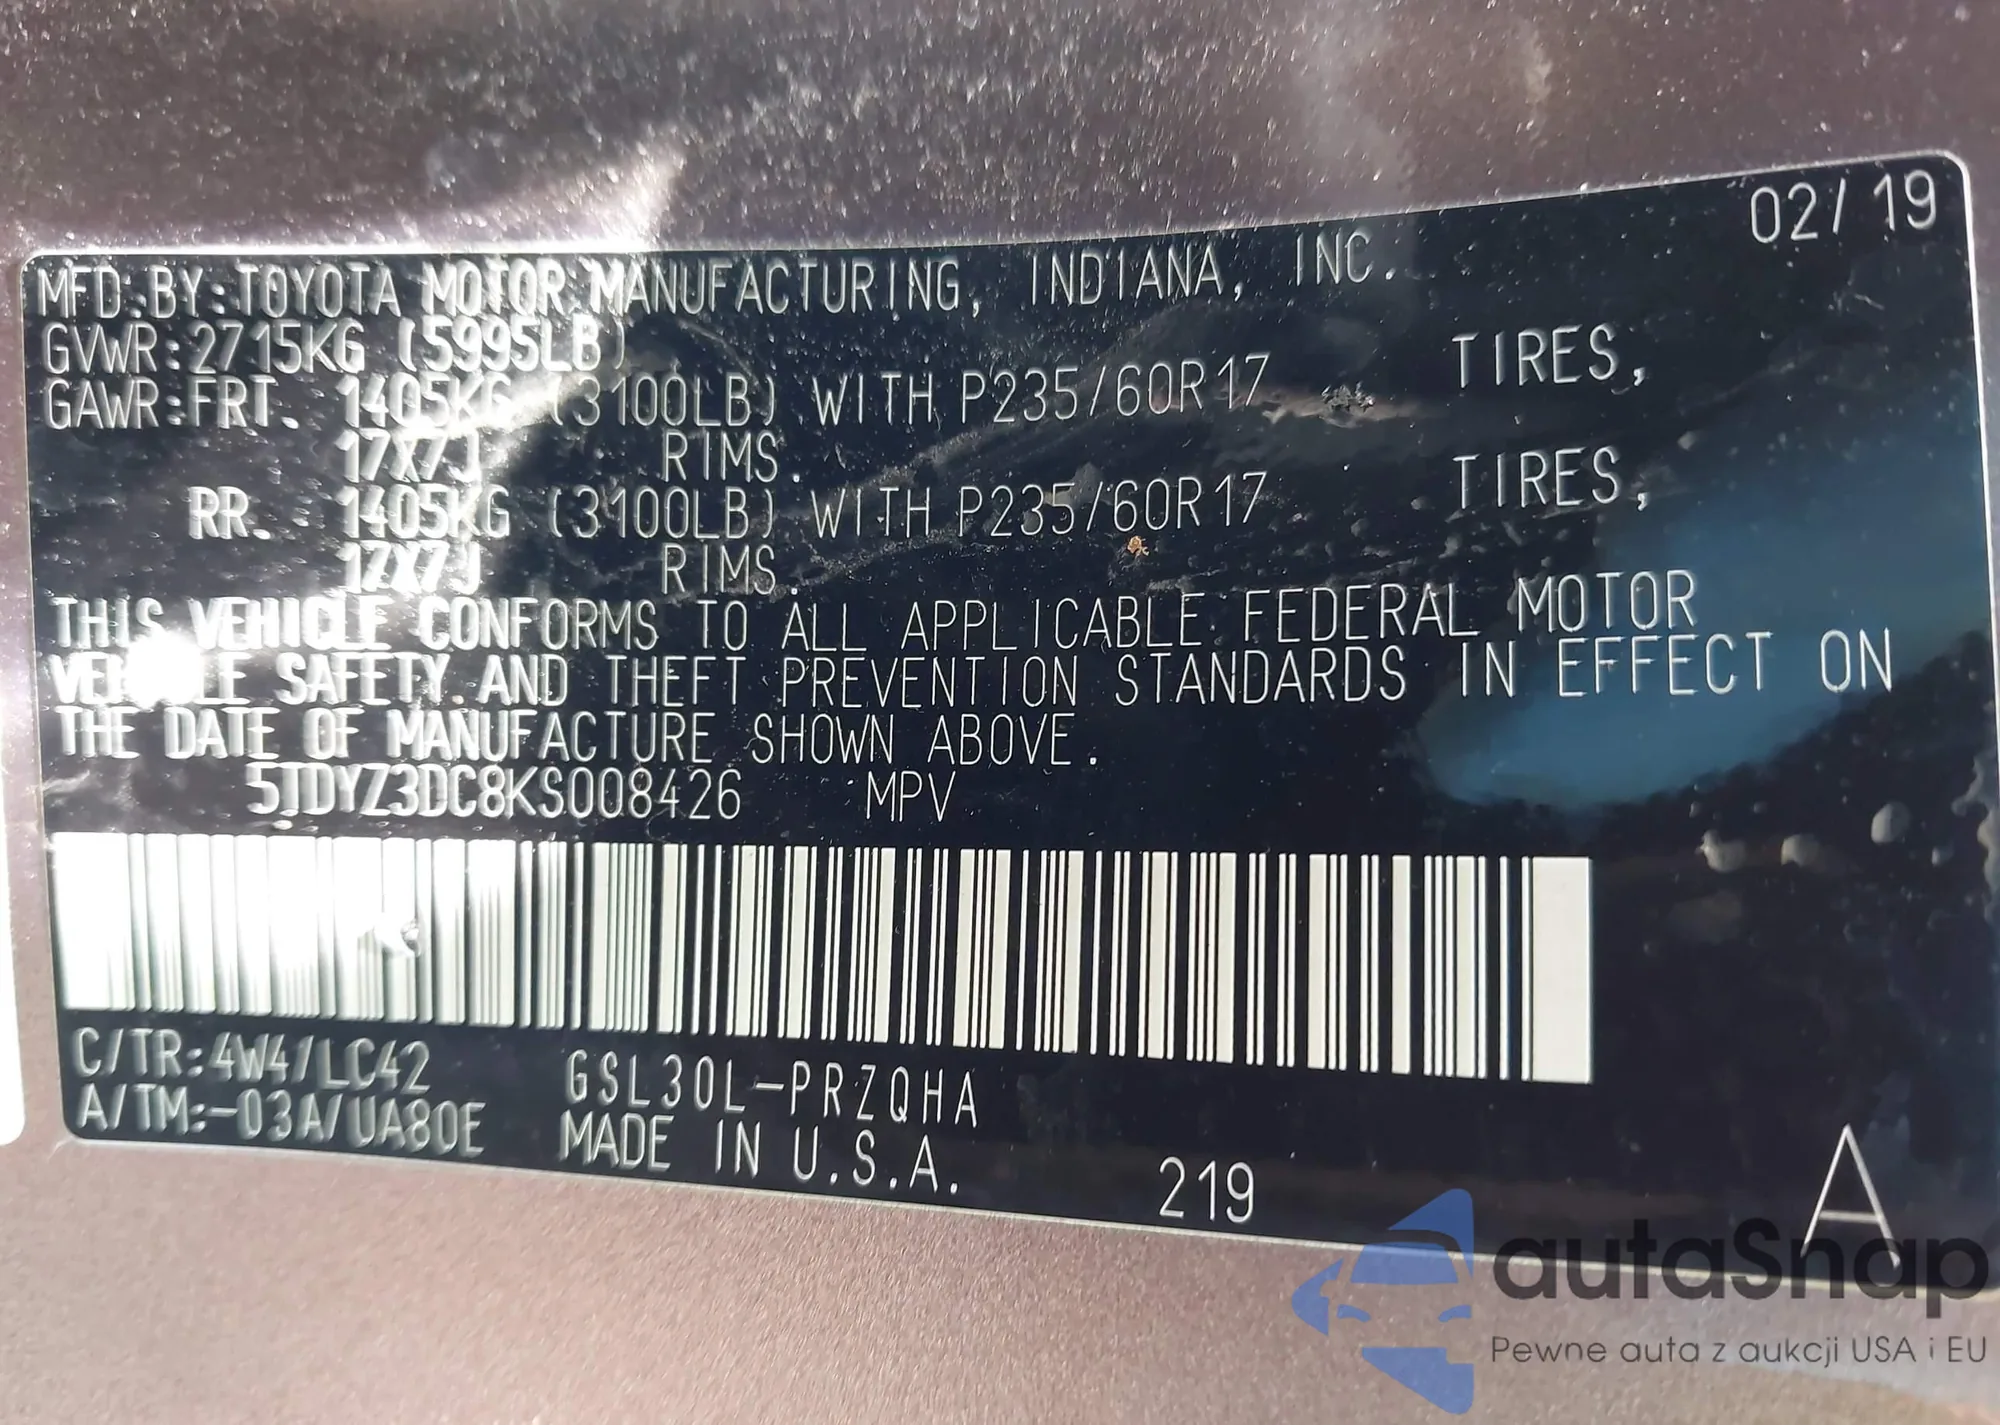 02/19
MFD.BY:TOYOTA MOTOR MANUFACTURING, INDIANA, INC.
GVWR:2715KG (5995LB)
GAWR:FRT. 1405KG (3100LB) WITH P235/60R17 TIRES,
17X7J RIMS.
RR. 1405KG (3100LB) WITH P235/60R17 TIRES,
17X7J RIMS.
THIS VEHICLE CONFORMS TO ALL APPLICABLE FEDERAL MOTOR
VEHICLE SAFETY AND THEFT PREVENTION STANDARDS IN EFFECT ON
THE DATE OF MANUFACTURE SHOWN ABOVE.
5TDYZ3DC8KS008426 MPV
C/TR:4W4/LC42 GSL30L-PRZQHA
A/TM:-03A/UA80E MADE IN U.S.A.
219
A
autaSnap
Pewne auta z aukcji USA i EU